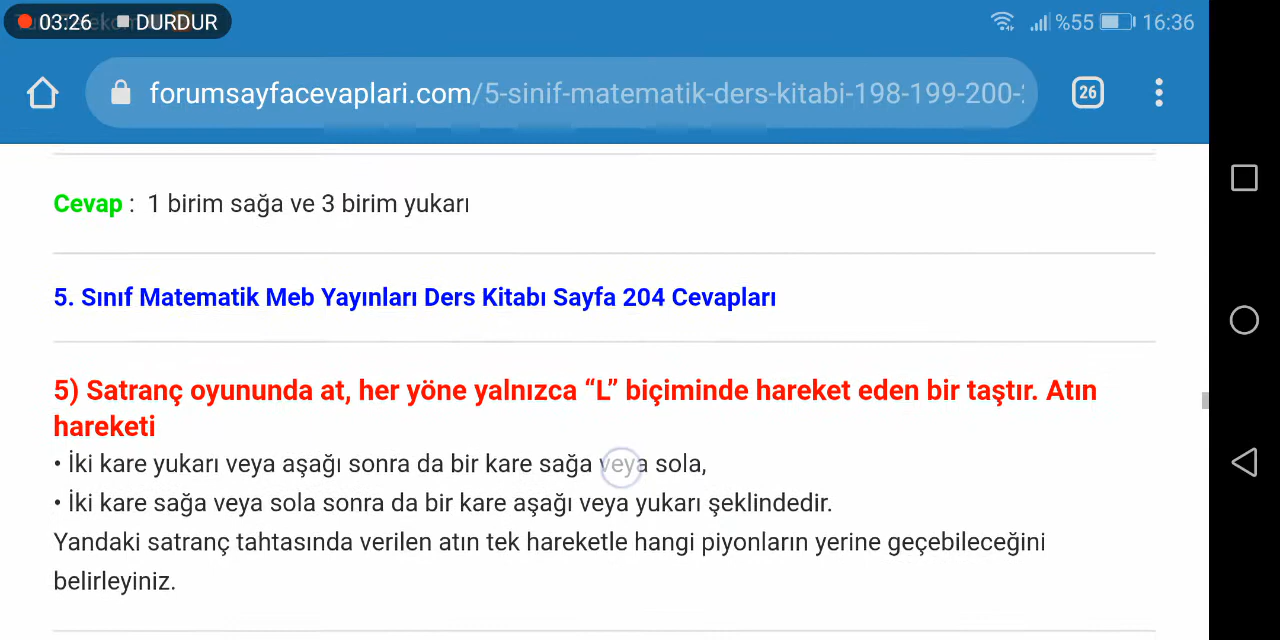 03:26 DURDUR %55 16:36
forumsayfacevaplari.com/5-sinif-matematik-ders-kitabi-198-199-200- 26
Cevap : 1 birim sağa ve 3 birim yukarı
5. Sınıf Matematik Meb Yayınları Ders Kitabı Sayfa 204 Cevapları
5) Satranç oyununda at, her yöne yalnızca “L” biçiminde hareket eden bir taştır. Atın
hareketi
• İki kare yukarı veya aşağı sonra da bir kare sağa veya sola,
• İki kare sağa veya sola sonra da bir kare aşağı veya yukarı şeklindedir.
Yandaki satranç tahtasında verilen atın tek hareketle hangi piyonların yerine geçebileceğini
belirleyiniz.